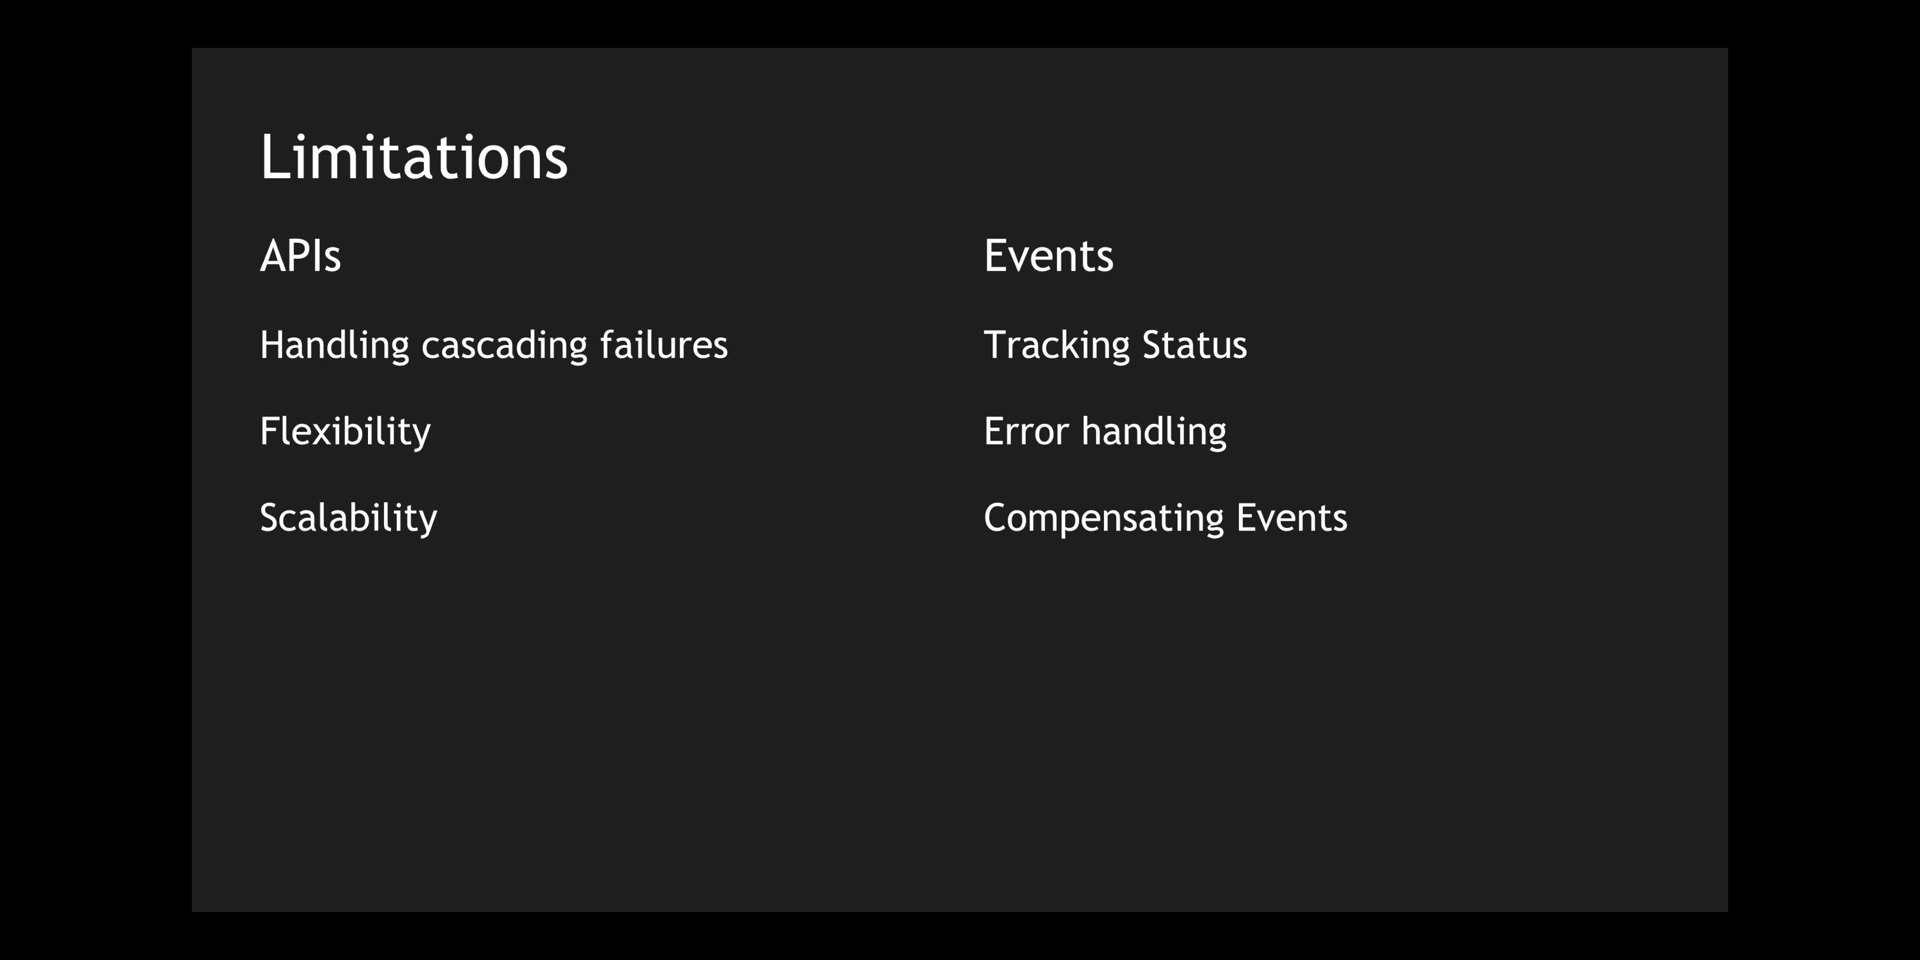 Limitations
APIs
Handling cascading failures
Flexibility
Scalability
Events
Tracking Status
Error handling
Compensating Events